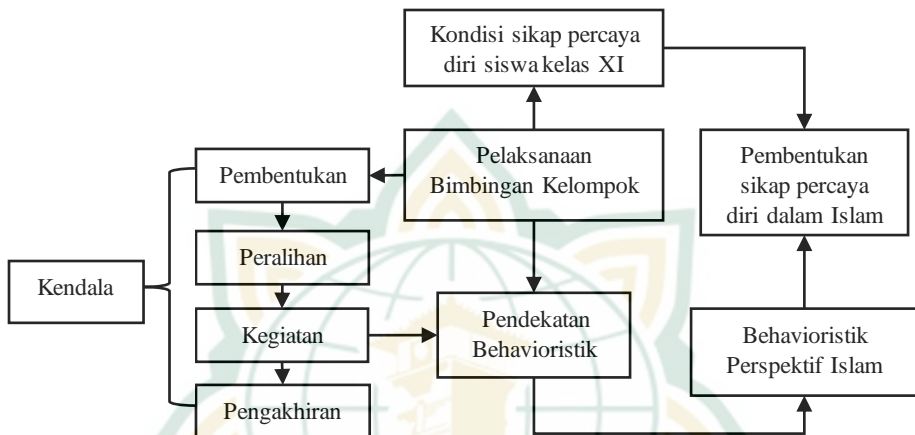 Kondisi sikap percaya
diri siswa kelas XI
Pelaksanaan
Bimbingan Kelompok
Pembentukan
sikap percaya
diri dalam Islam
Pembentukan
Peralihan
Kendala
Kegiatan
Pendekatan
Behavioristik
Behavioristik
Perspektif Islam
Pengakhiran